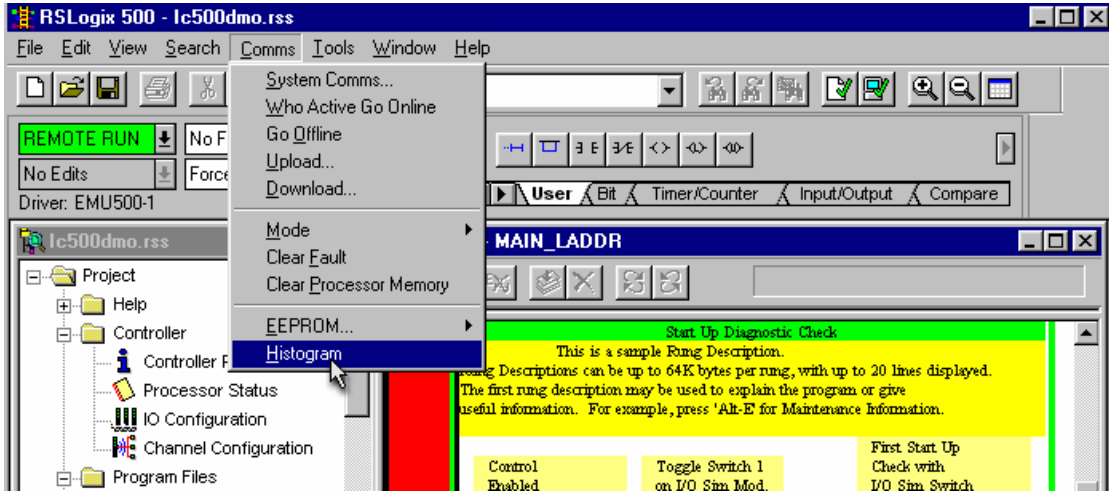 RSLogix 500 - lc500dmo.rss
File Edit View Search Comms Tools Window Help
System Comms...
Who Active Go Online
Go Offline
Upload...
Download...
Mode
Clear Fault
Clear Processor Memory
EEPROM...
Histogram
REMOTE RUN
No F
No Edits
Force
Driver: EMU500-1
User Bit Timer/Counter Input/Output Compare
lc500dmo.rss
Project
Help
Controller
Controller P
Processor Status
IO Configuration
Channel Configuration
Program Files
- MAIN_LADDR
Start Up Diagnostic Check
This is a sample Rung Description.
Rung Descriptions can be up to 64K bytes per rung, with up to 20 lines displayed.
The first rung description may be used to explain the program or give
useful information. For example, press 'Alt-E' for Maintenance Information.
Control
Enabled
Toggle Switch 1
on I/O Sim Mod.
First Start Up
Check with
I/O Sim Switch